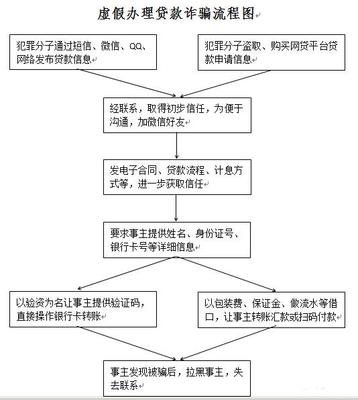 虚假办理贷款诈骗流程图
犯罪分子通过短信、微信、QQ、
网络发布贷款信息
犯罪分子盗取、购买网贷平台贷
款申请信息
经联系，取得初步信任，为便于
沟通，加微信好友
发电子合同、贷款流程、计息方
式等，进一步获取信任
要求事主提供姓名、身份证号、
银行卡号等详细信息
以验资为名让事主提供验证码，
直接操作银行卡转账
以包装费、保证金、做流水等借
口，让事主转账汇款或扫码付款
事主发现被骗后，拉黑事主，失
去联系